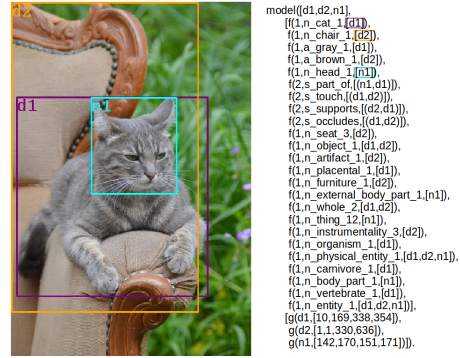 d2
d1
n1
model([d1,d2,n1],
[f(1,n_cat_1,[d1]),
f(1,n_chair_1,[d2]),
f(1,a_gray_1,[d1]),
f(1,a_brown_1,[d2]),
f(1,n_head_1,[n1]),
f(2,s_part_of,[(n1,d1)]),
f(2,s_touch,[(d1,d2)]),
f(2,s_supports,[(d2,d1)]),
f(2,s_occludes,[(d1,d2)]),
f(1,n_seat_3,[d2]),
f(1,n_object_1,[d1,d2]),
f(1,n_artifact_1,[d2]),
f(1,n_placental_1,[d1]),
f(1,n_furniture_1,[d2]),
f(1,n_external_body_part_1,[n1]),
f(1,n_whole_2,[d1,d2]),
f(1,n_thing_12,[n1]),
f(1,n_instrumentality_3,[d2]),
f(1,n_organism_1,[d1]),
f(1,n_physical_entity_1,[d1,d2,n1]),
f(1,n_carnivore_1,[d1]),
f(1,n_body_part_1,[n1]),
f(1,n_vertebrate_1,[d1]),
f(1,n_entity_1,[d1,d2,n1])]
[g(d1,[10,169,338,354]),
g(d2,[1,1,330,636]),
g(n1,[142,170,151,171])]).